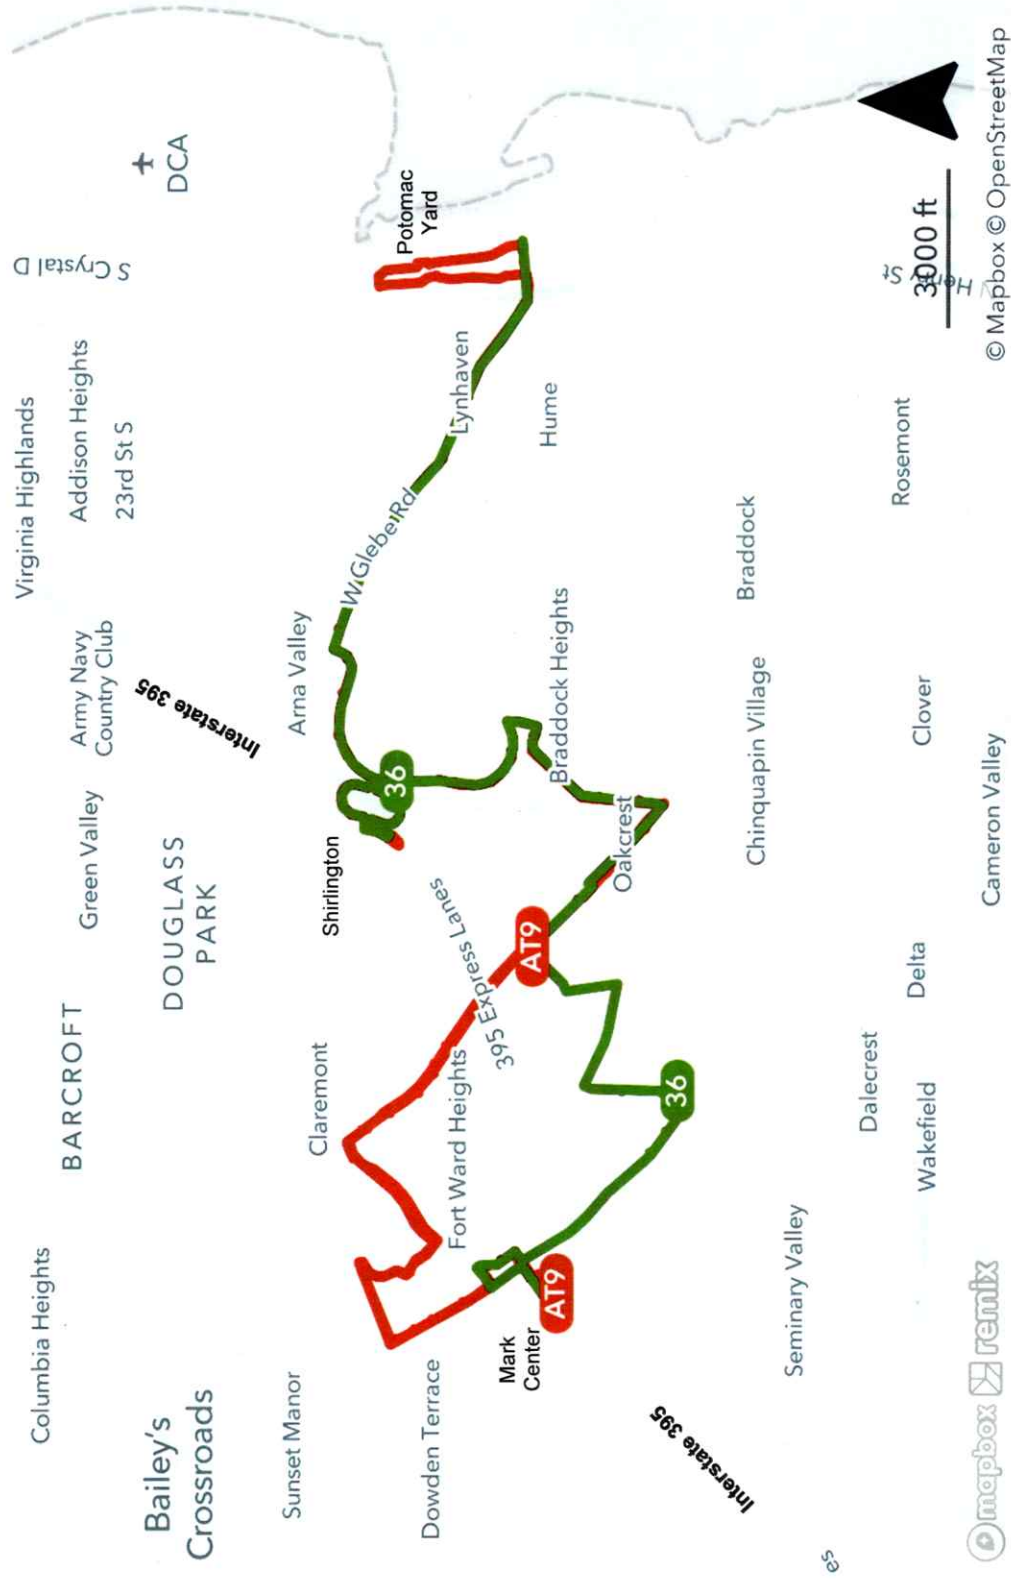 S Crystal D
DCA
Virginia Highlands
Addison Heights
23rd St S
Army Navy
Country Club
Interstate 395
Arna Valley
Green Valley
DOUGLASS
PARK
BARCROFT
Columbia Heights
Bailey's
Crossroads
Sunset Manor
Dowden Terrace
Claremont
Shirlington
Potomac
Yard
Lynhaven
W Glebe Rd
Hume
36
Braddock Heights
Oakcrest
395 Express Lanes
AT9
Fort Ward Heights
36
AT9
Mark
Center
Braddock
Chinquapin Village
Rosemont
Clover
Cameron Valley
Delta
Dalecrest
Wakefield
Seminary Valley
Interstate 395
es
Henry St
3000 ft
mapbox remix
© Mapbox © OpenStreetMap